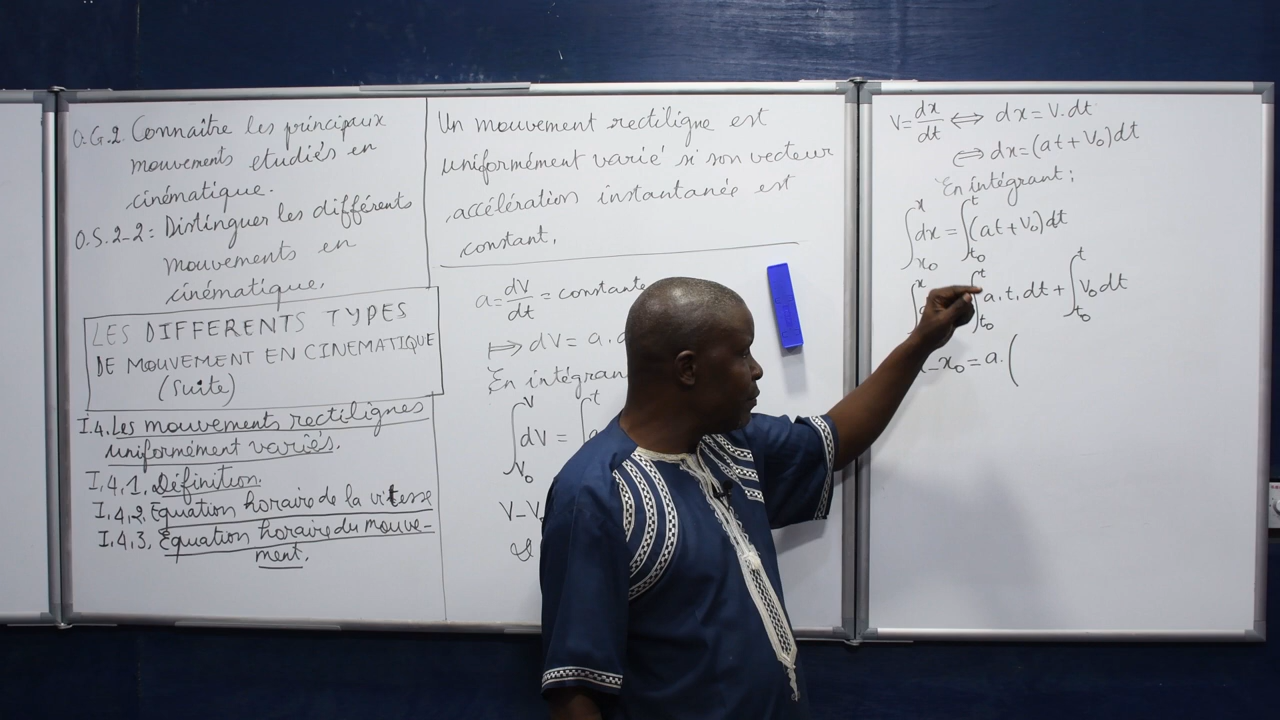 O.G.2. Connaître les principaux
mouvements etudiés en
cinématique.
O.S.2-2: Distinguer les différents
mouvements en
cinématique.
LES DIFFERENTS TYPES
DE MOUVEMENT EN CINEMATIQUE
(Suite)
I.4. Les mouvements rectilignes
uniformément variés.
I.4.1. Définition.
I.4.2. Equation horaire de la vitesse
I.4.3. Equation horaire du mouve-
ment.
Un mouvement rectiligne est
uniformément varié si son vecteur
accélération instantanée est
constant.
a = dV/dt = constante
⟹ dV = a.
En intégran
∫_{V₀}^{V} dV = ∫^{t}
V-V
V = dx/dt ⟺ dx = V.dt
⟺ dx = (at + V₀)dt
En intégrant:
∫_{x₀}^{x} dx = ∫_{t₀}^{t} (at + V₀)dt
∫^{x} ∫_{t₀}^{t} a.t.dt + ∫_{t₀}^{t} V₀dt
-x₀ = a.(